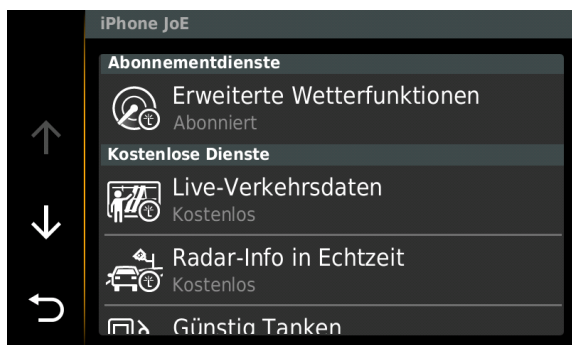 iPhone JoE
Abonnementdienste
Erweiterte Wetterfunktionen
Abonniert
Kostenlose Dienste
Live-Verkehrsdaten
Kostenlos
Radar-Info in Echtzeit
Kostenlos
Günstig Tanken